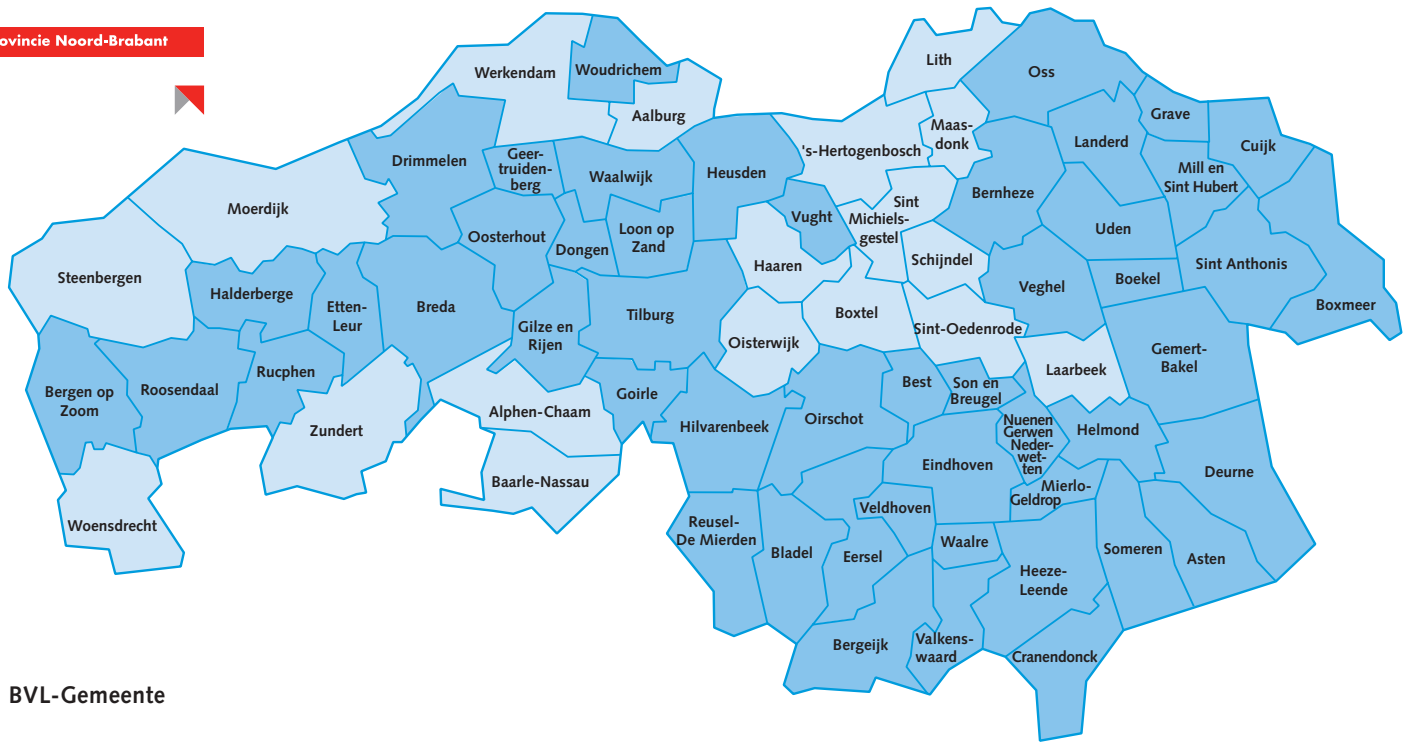 ovincie Noord-Brabant
Lith
Oss
Werkendam
Woudrichem
Aalburg
Maas-
donk
Grave
's-Hertogenbosch
Landerd
Cuijk
Drimmelen
Geer-
truiden-
berg
Waalwijk
Heusden
Bernheze
Mill en
Sint Hubert
Moerdijk
Oosterhout
Dongen
Loon op
Zand
Vught
Sint
Michiels-
gestel
Uden
Steenbergen
Halderberge
Etten-
Leur
Breda
Haaren
Schijndel
Veghel
Boekel
Sint Anthonis
Boxmeer
Gilze en
Rijen
Tilburg
Oisterwijk
Boxtel
Sint-Oedenrode
Gemert-
Bakel
Bergen op
Zoom
Roosendaal
Rucphen
Goirle
Best
Son en
Breugel
Laarbeek
Zundert
Alphen-Chaam
Hilvarenbeek
Oirschot
Nuenen
Gerwen
Neder-
wet-
ten
Helmond
Baarle-Nassau
Eindhoven
Mierlo-
Geldrop
Deurne
Woensdrecht
Reusel-
De Mierden
Bladel
Veldhoven
Eersel
Waalre
Heeze-
Leende
Someren
Asten
Bergeijk
Valkens-
waard
Cranendonck
BVL-Gemeente